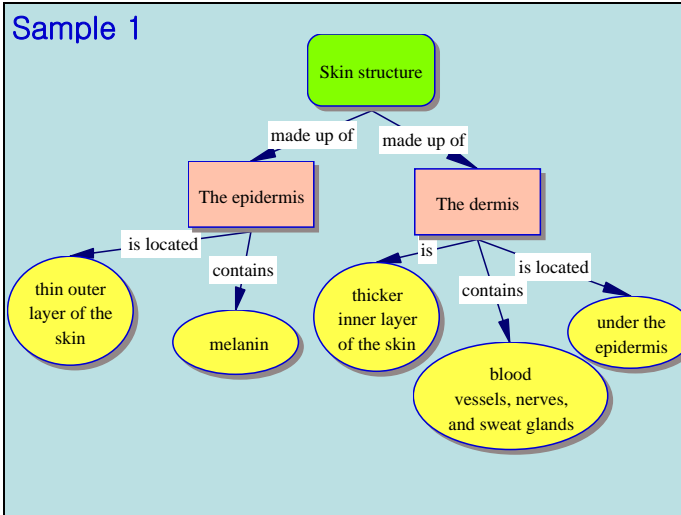 Sample 1
Skin structure
made up of
made up of
The epidermis
The dermis
is located
contains
is
contains
is located
thin outer
layer of the
skin
melanin
thicker
inner layer
of the skin
blood
vessels, nerves,
and sweat glands
under the
epidermis